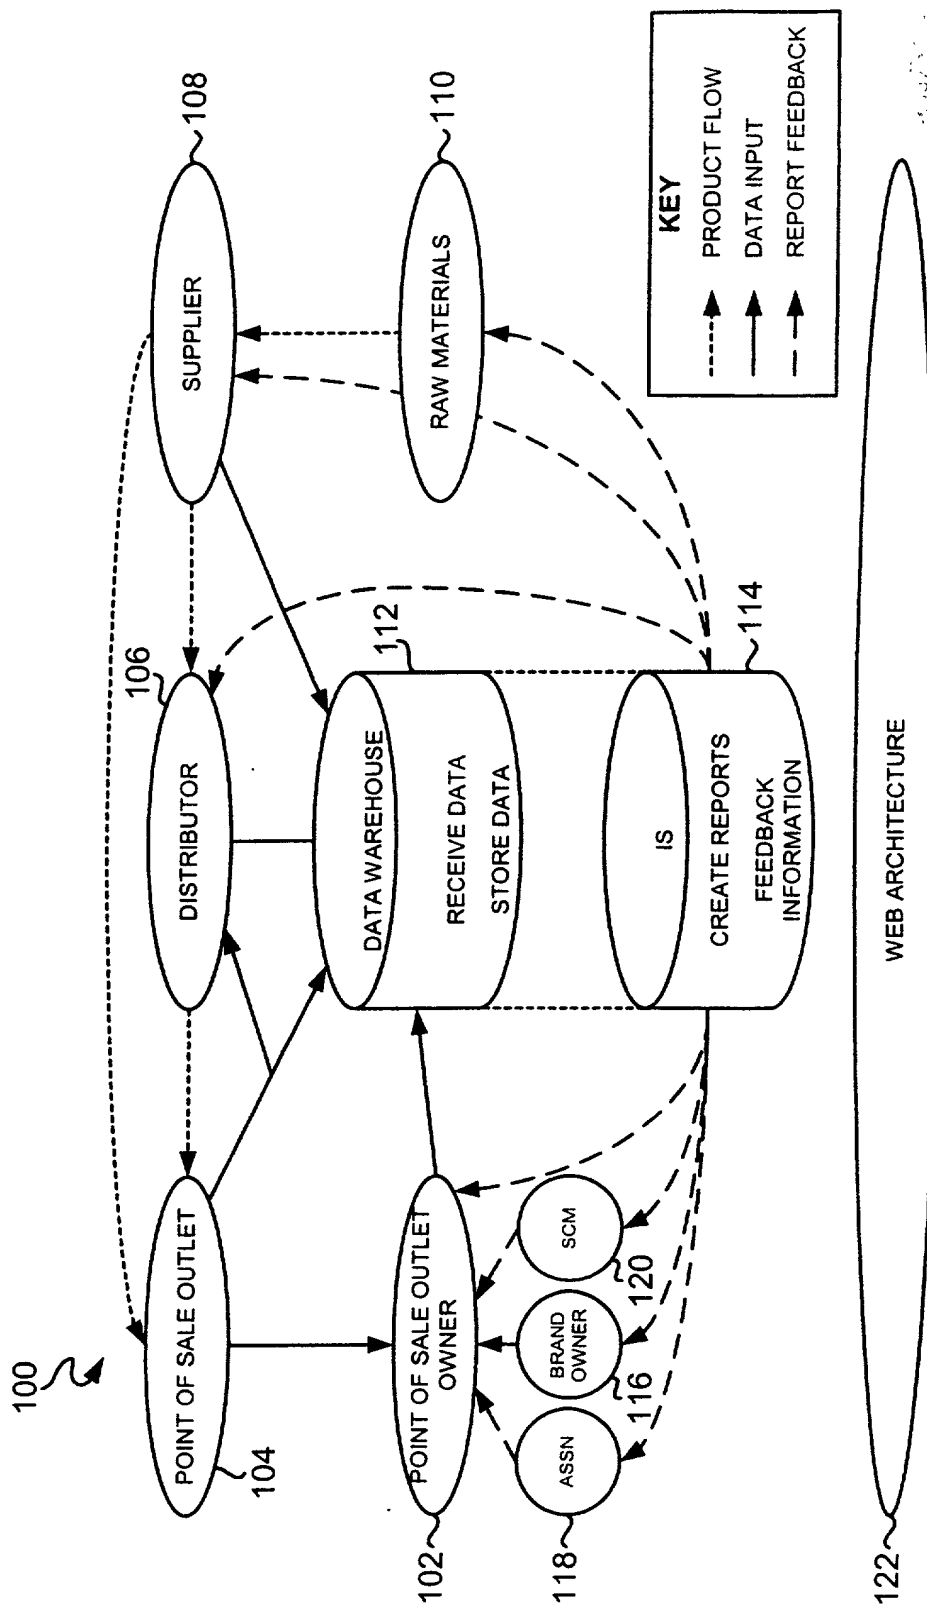 100
POINT OF SALE OUTLET
104
DISTRIBUTOR
106
SUPPLIER
108
POINT OF SALE OUTLET
OWNER
102
DATA WAREHOUSE
RECEIVE DATA
STORE DATA
112
RAW MATERIALS
110
ASSN
118
BRAND
OWNER
116
SCM
120
IS
CREATE REPORTS
FEEDBACK
INFORMATION
114
KEY
PRODUCT FLOW
DATA INPUT
REPORT FEEDBACK
WEB ARCHITECTURE
122